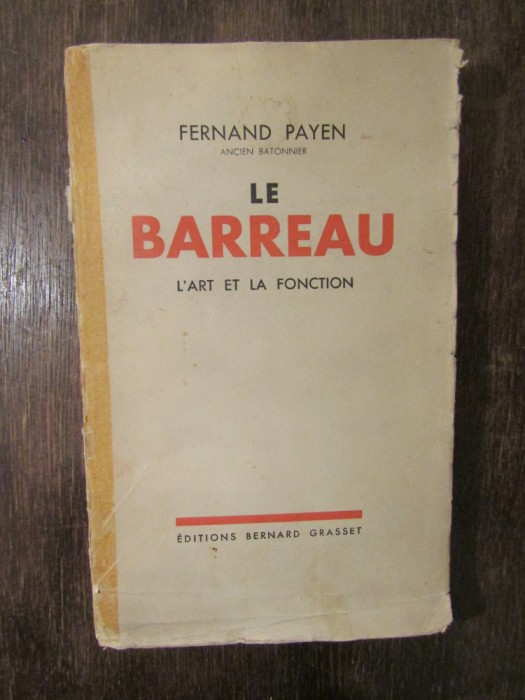 FERNAND PAYEN
ANCIEN BATONNIER
LE
BARREAU
L'ART ET LA FONCTION
ÉDITIONS BERNARD GRASSET